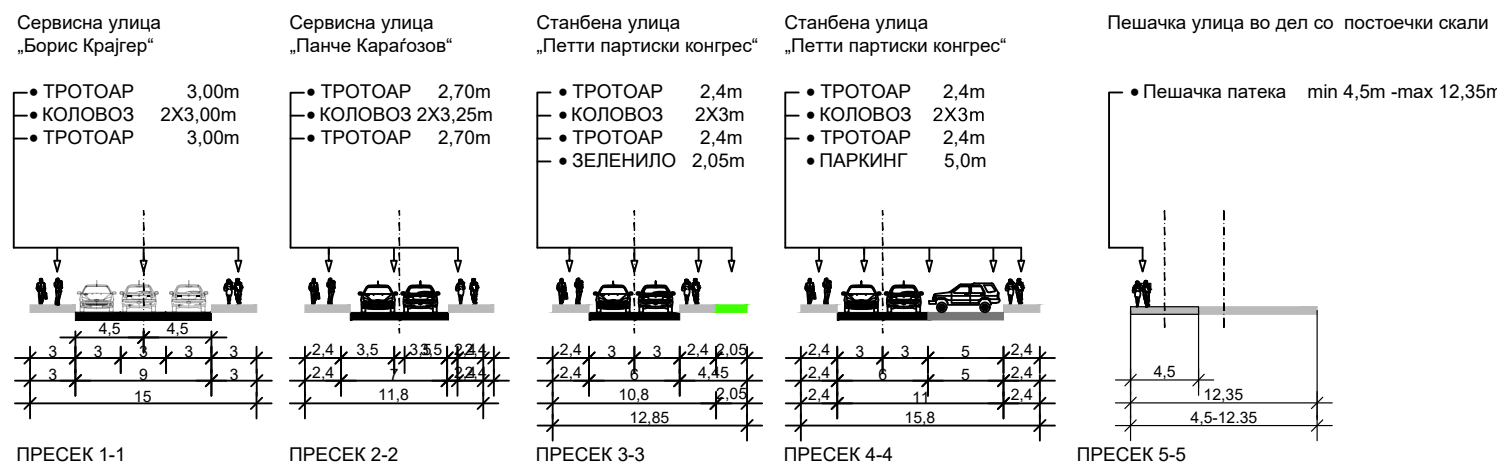 Сервисна улица
„Борис Крајгер“
• ТРОТОАР 3,00m
• КОЛОВОЗ 2X3,00m
• ТРОТОАР 3,00m
4,5 4,5
3 3 3 3 3
3 9 3
15
ПРЕСЕК 1-1
Сервисна улица
„Панче Караѓозов“
• ТРОТОАР 2,70m
• КОЛОВОЗ 2X3,25m
• ТРОТОАР 2,70m
2,4 3,5
2,4 7
11,8
ПРЕСЕК 2-2
Станбена улица
„Петти партиски конгрес“
• ТРОТОАР 2,4m
• КОЛОВОЗ 2X3m
• ТРОТОАР 2,4m
• ЗЕЛЕНИЛО 2,05m
2,4 3 3 2,4 2,05
2,4 6 4,45
10,8 2,05
12,85
ПРЕСЕК 3-3
Станбена улица
„Петти партиски конгрес“
• ТРОТОАР 2,4m
• КОЛОВОЗ 2X3m
• ТРОТОАР 2,4m
• ПАРКИНГ 5,0m
2,4 3 3 5 2,4
2,4 6 5 2,4
2,4 11 2,4
15,8
ПРЕСЕК 4-4
Пешачка улица во дел со постоечки скали
• Пешачка патека min 4,5m -max 12,35m
4,5
12,35
4,5-12.35
ПРЕСЕК 5-5